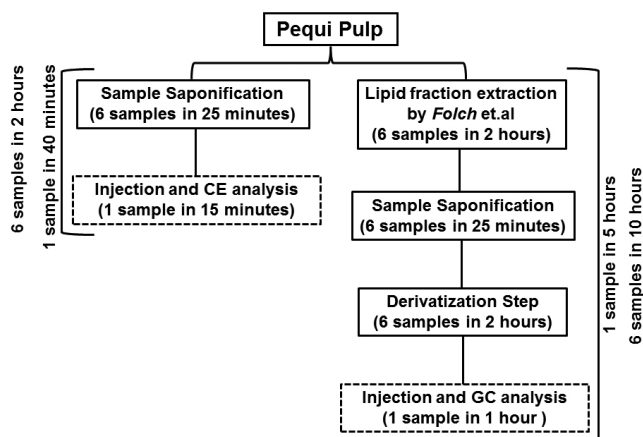 Pequi Pulp
6 samples in 2 hours
1 sample in 40 minutes
Sample Saponification
(6 samples in 25 minutes)
Injection and CE analysis
(1 sample in 15 minutes)
Lipid fraction extraction
by Folch et.al
(6 samples in 2 hours)
Sample Saponification
(6 samples in 25 minutes)
Derivatization Step
(6 samples in 2 hours)
Injection and GC analysis
(1 sample in 1 hour )
1 sample in 5 hours
6 samples in 10 hours